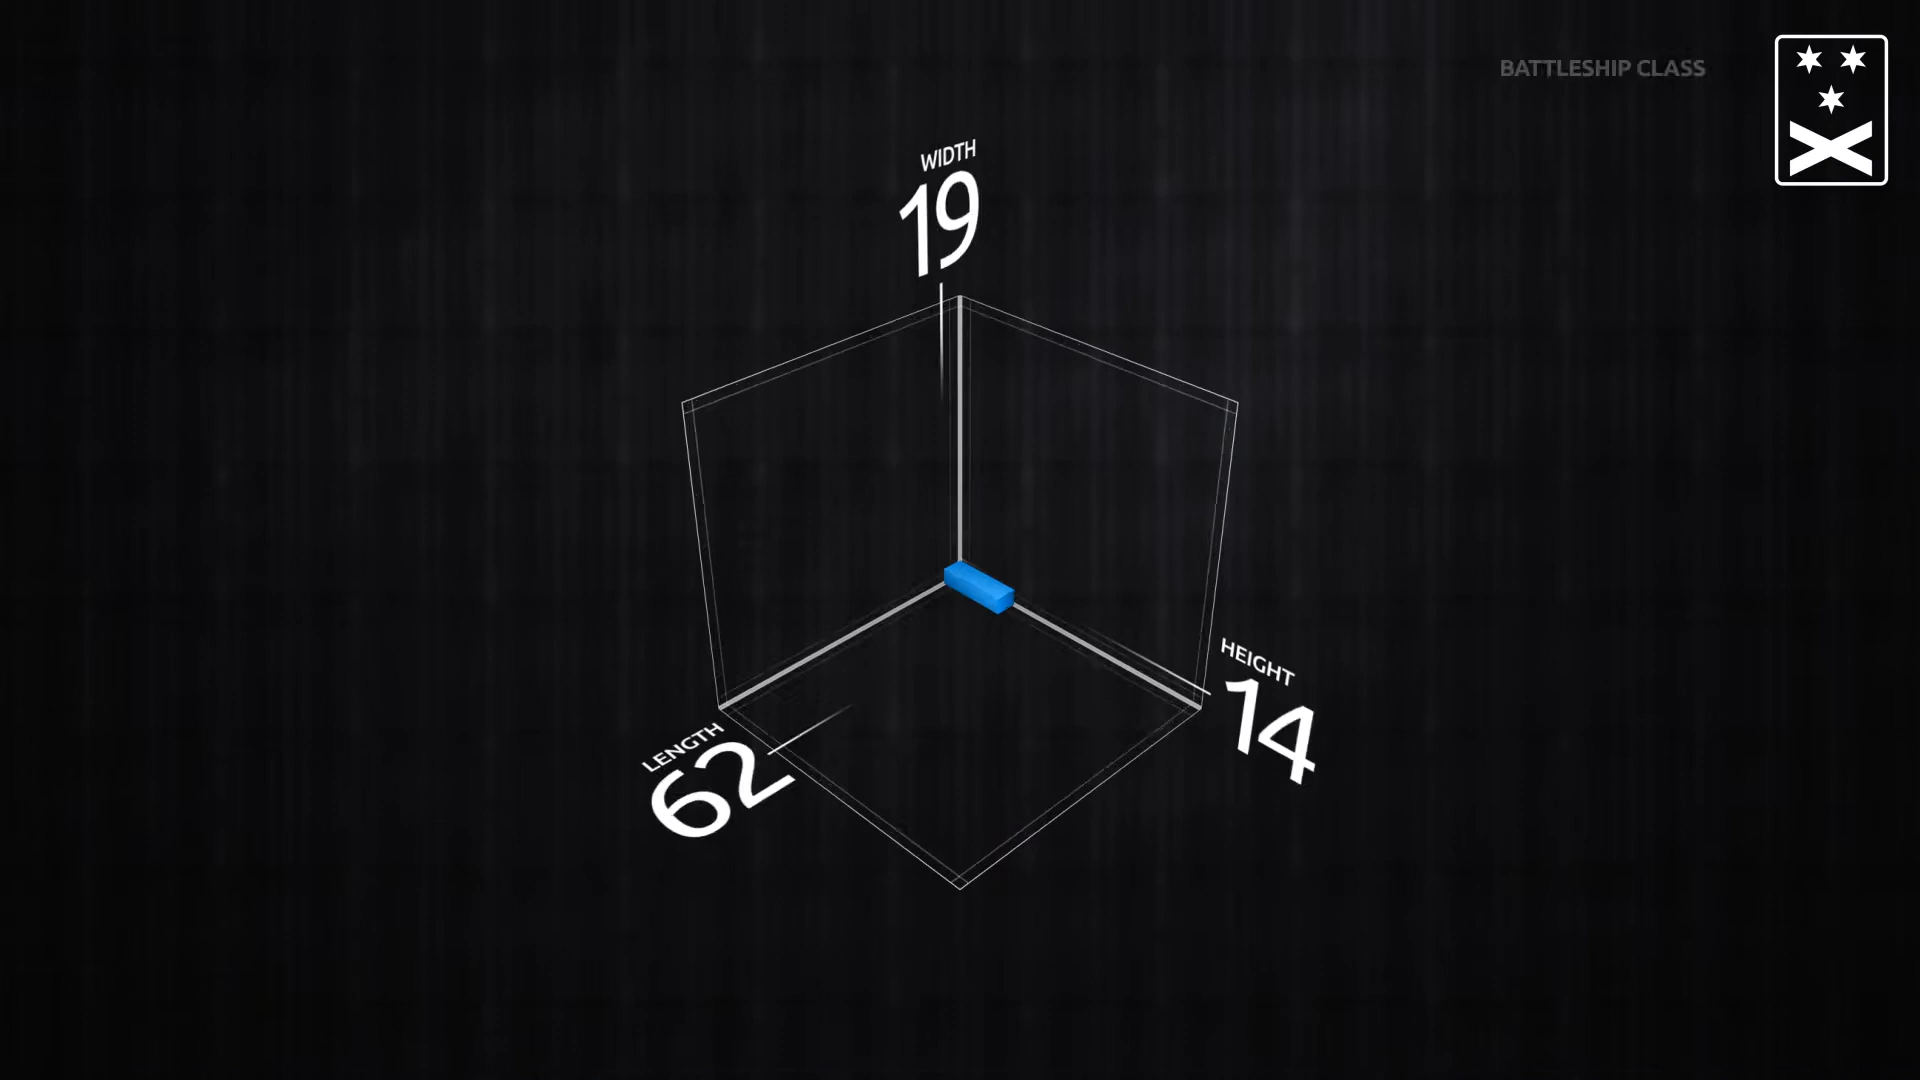 BATTLESHIP CLASS
WIDTH
19
HEIGHT
14
LENGTH
62